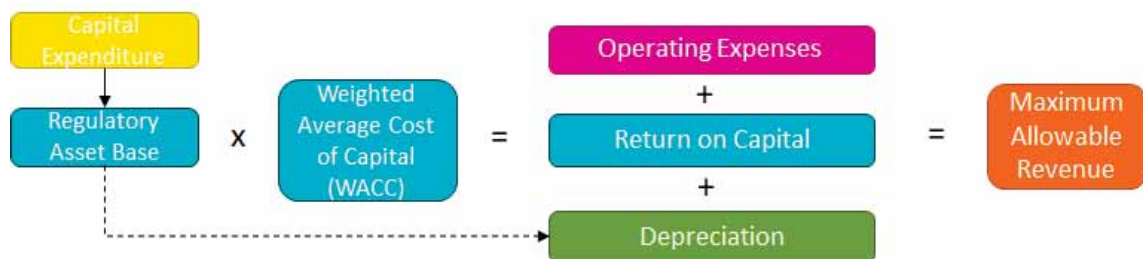 Capital
Expenditure
Regulatory
Asset Base
x
Weighted
Average Cost
of Capital
(WACC)
=
Operating Expenses
+
Return on Capital
+
Depreciation
=
Maximum
Allowable
Revenue